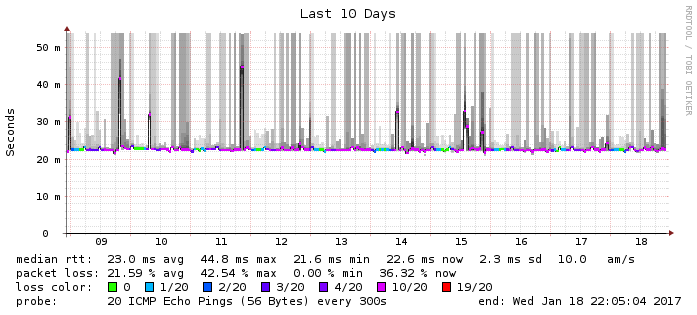 Last 10 Days
RRDTOOL / TOBI OETIKER
Seconds
50 m
40 m
30 m
20 m
10 m
0
09 10 11 12 13 14 15 16 17 18
median rtt: 23.0 ms avg 44.8 ms max 21.6 ms min 22.6 ms now 2.3 ms sd 10.0 am/s
packet loss: 21.59 % avg 42.54 % max 0.00 % min 36.32 % now
loss color: 0 1/20 2/20 3/20 4/20 10/20 19/20
probe: 20 ICMP Echo Pings (56 Bytes) every 300s end: Wed Jan 18 22:05:04 2017